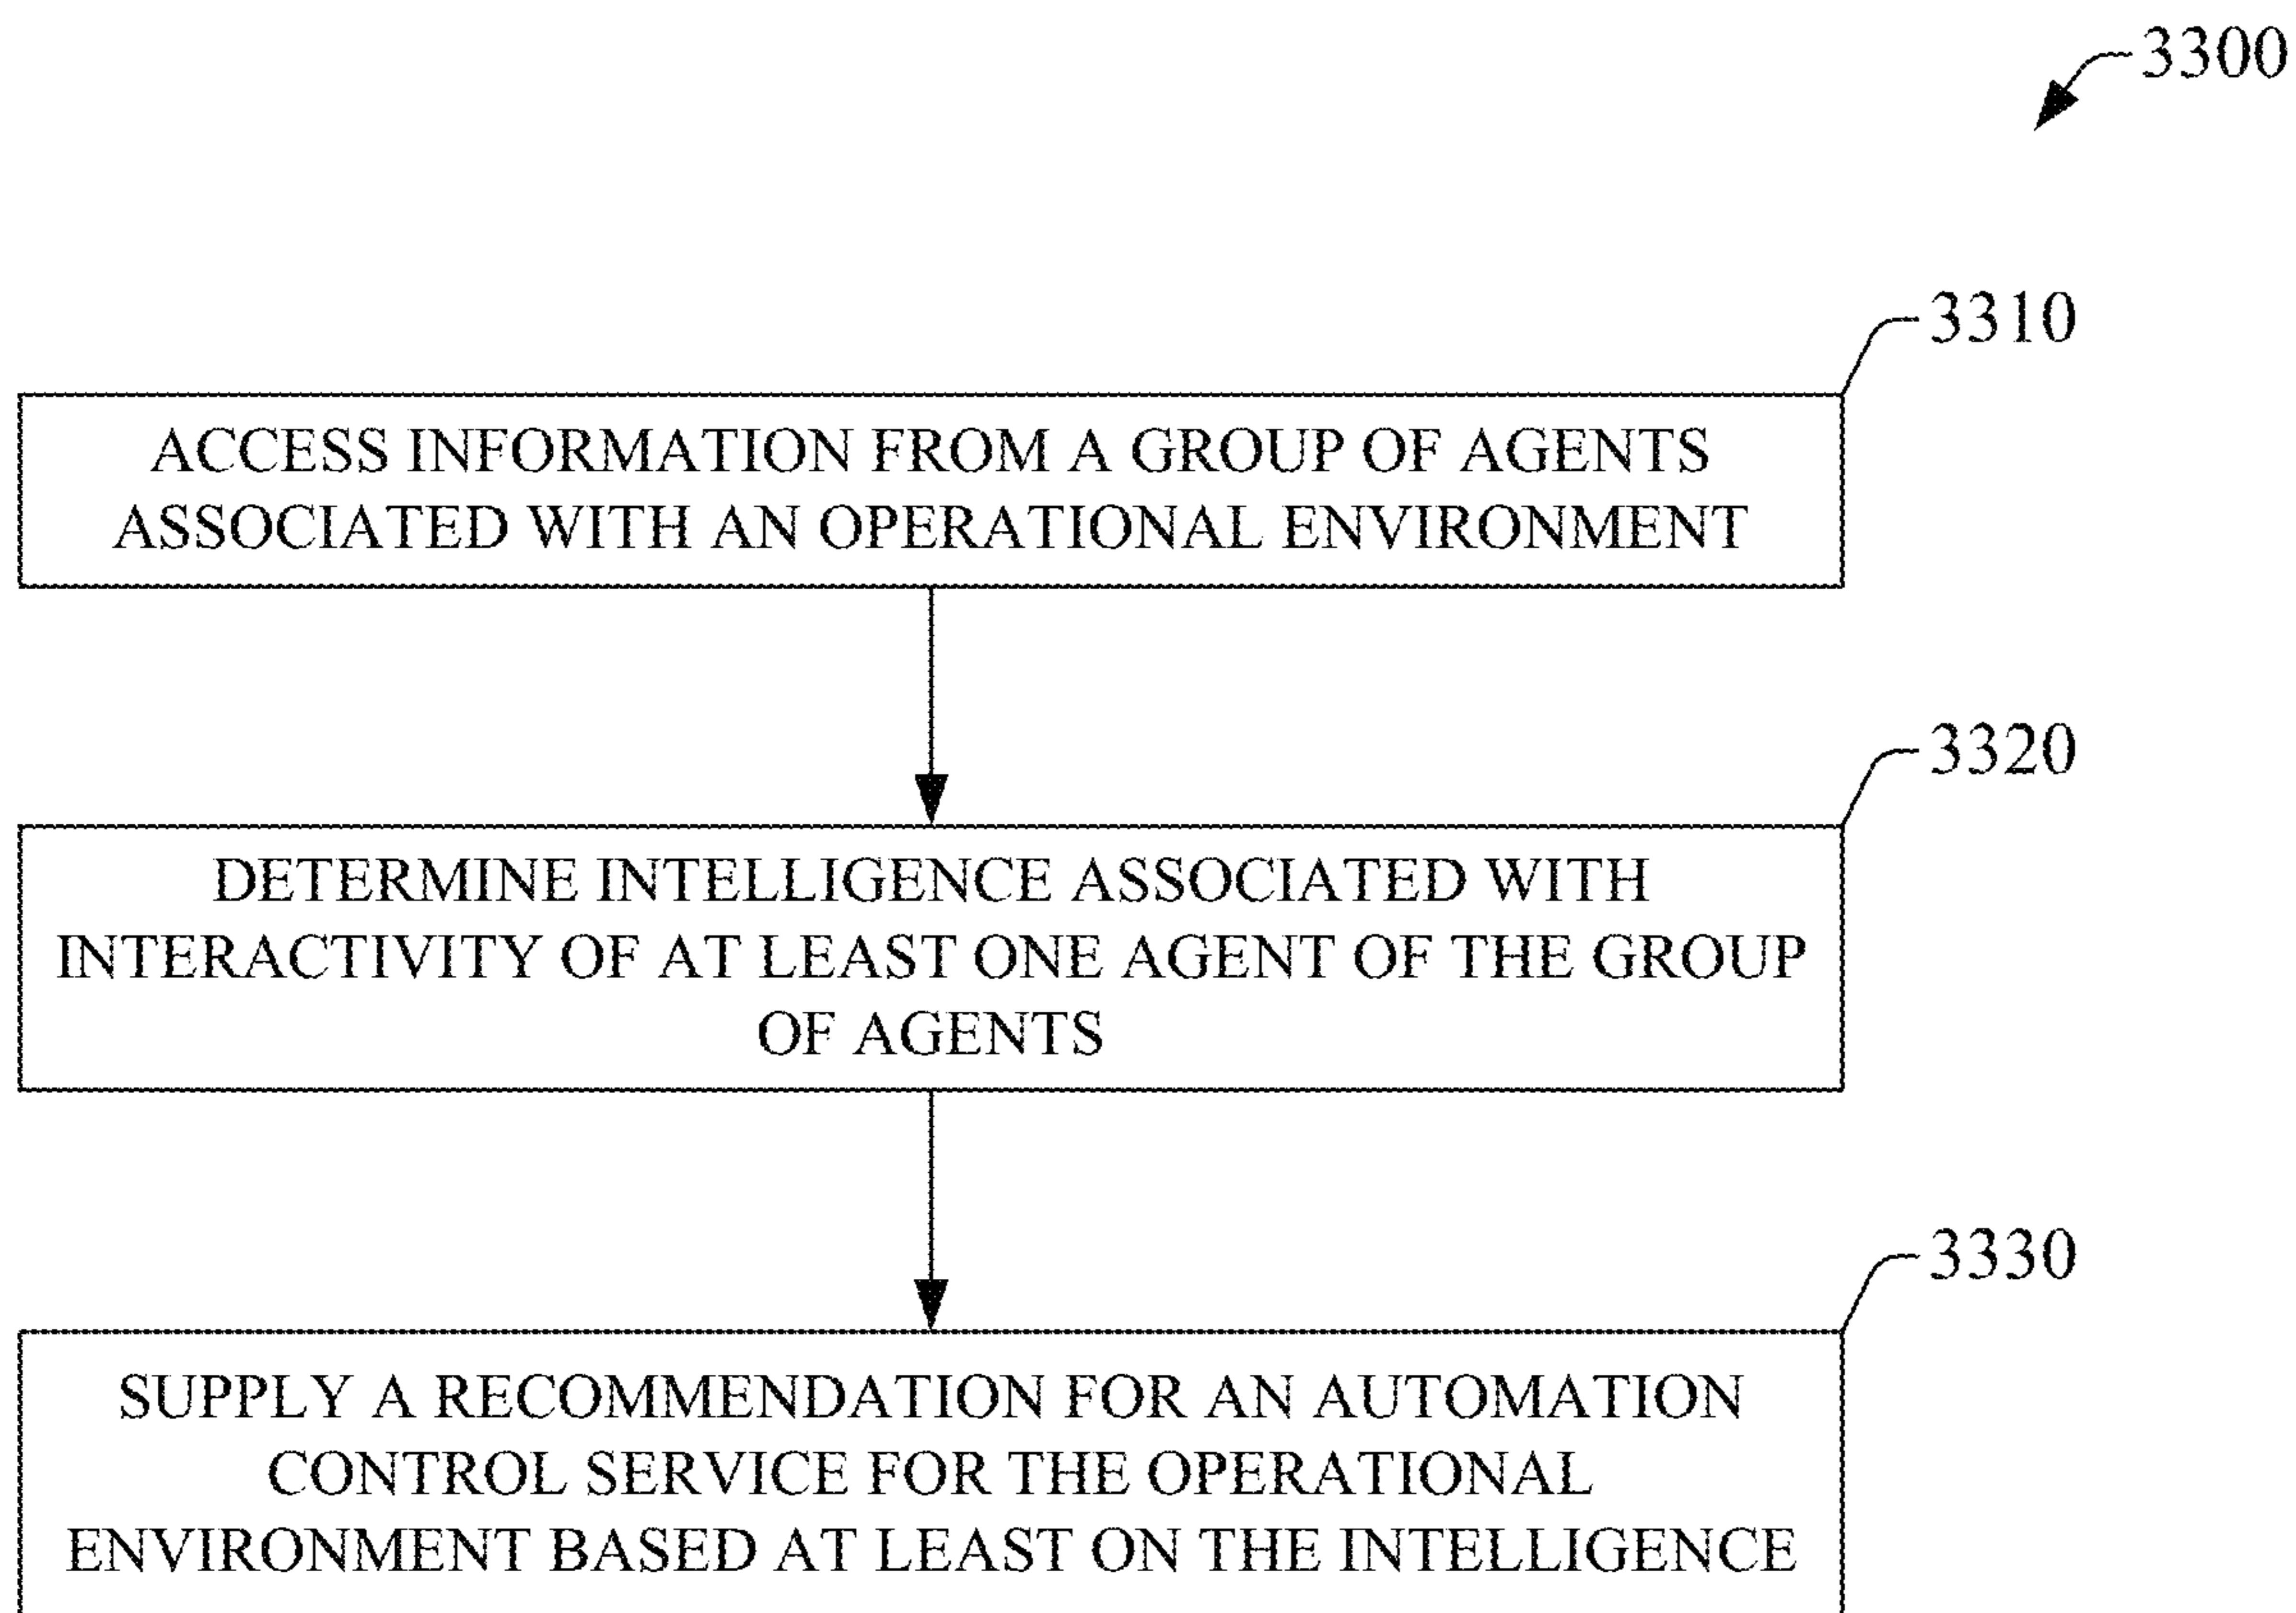 3300
3310
ACCESS INFORMATION FROM A GROUP OF AGENTS
ASSOCIATED WITH AN OPERATIONAL ENVIRONMENT
3320
DETERMINE INTELLIGENCE ASSOCIATED WITH
INTERACTIVITY OF AT LEAST ONE AGENT OF THE GROUP
OF AGENTS
3330
SUPPLY A RECOMMENDATION FOR AN AUTOMATION
CONTROL SERVICE FOR THE OPERATIONAL
ENVIRONMENT BASED AT LEAST ON THE INTELLIGENCE